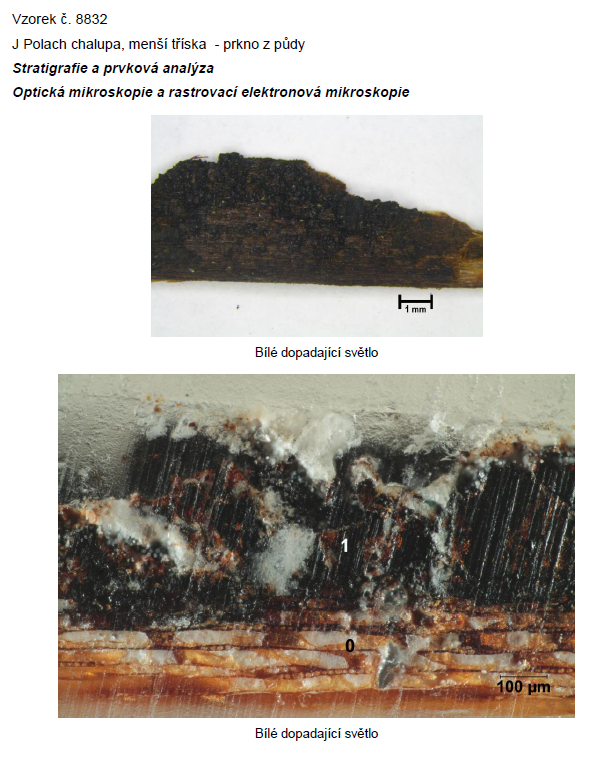 Vzorek č. 8832
J Polach chalupa, menší tříska - prkno z půdy
Stratigrafie a prvková analýza
Optická mikroskopie a rastrovací elektronová mikroskopie
1 mm
Bílé dopadající světlo
1
0
100 µm
Bílé dopadající světlo